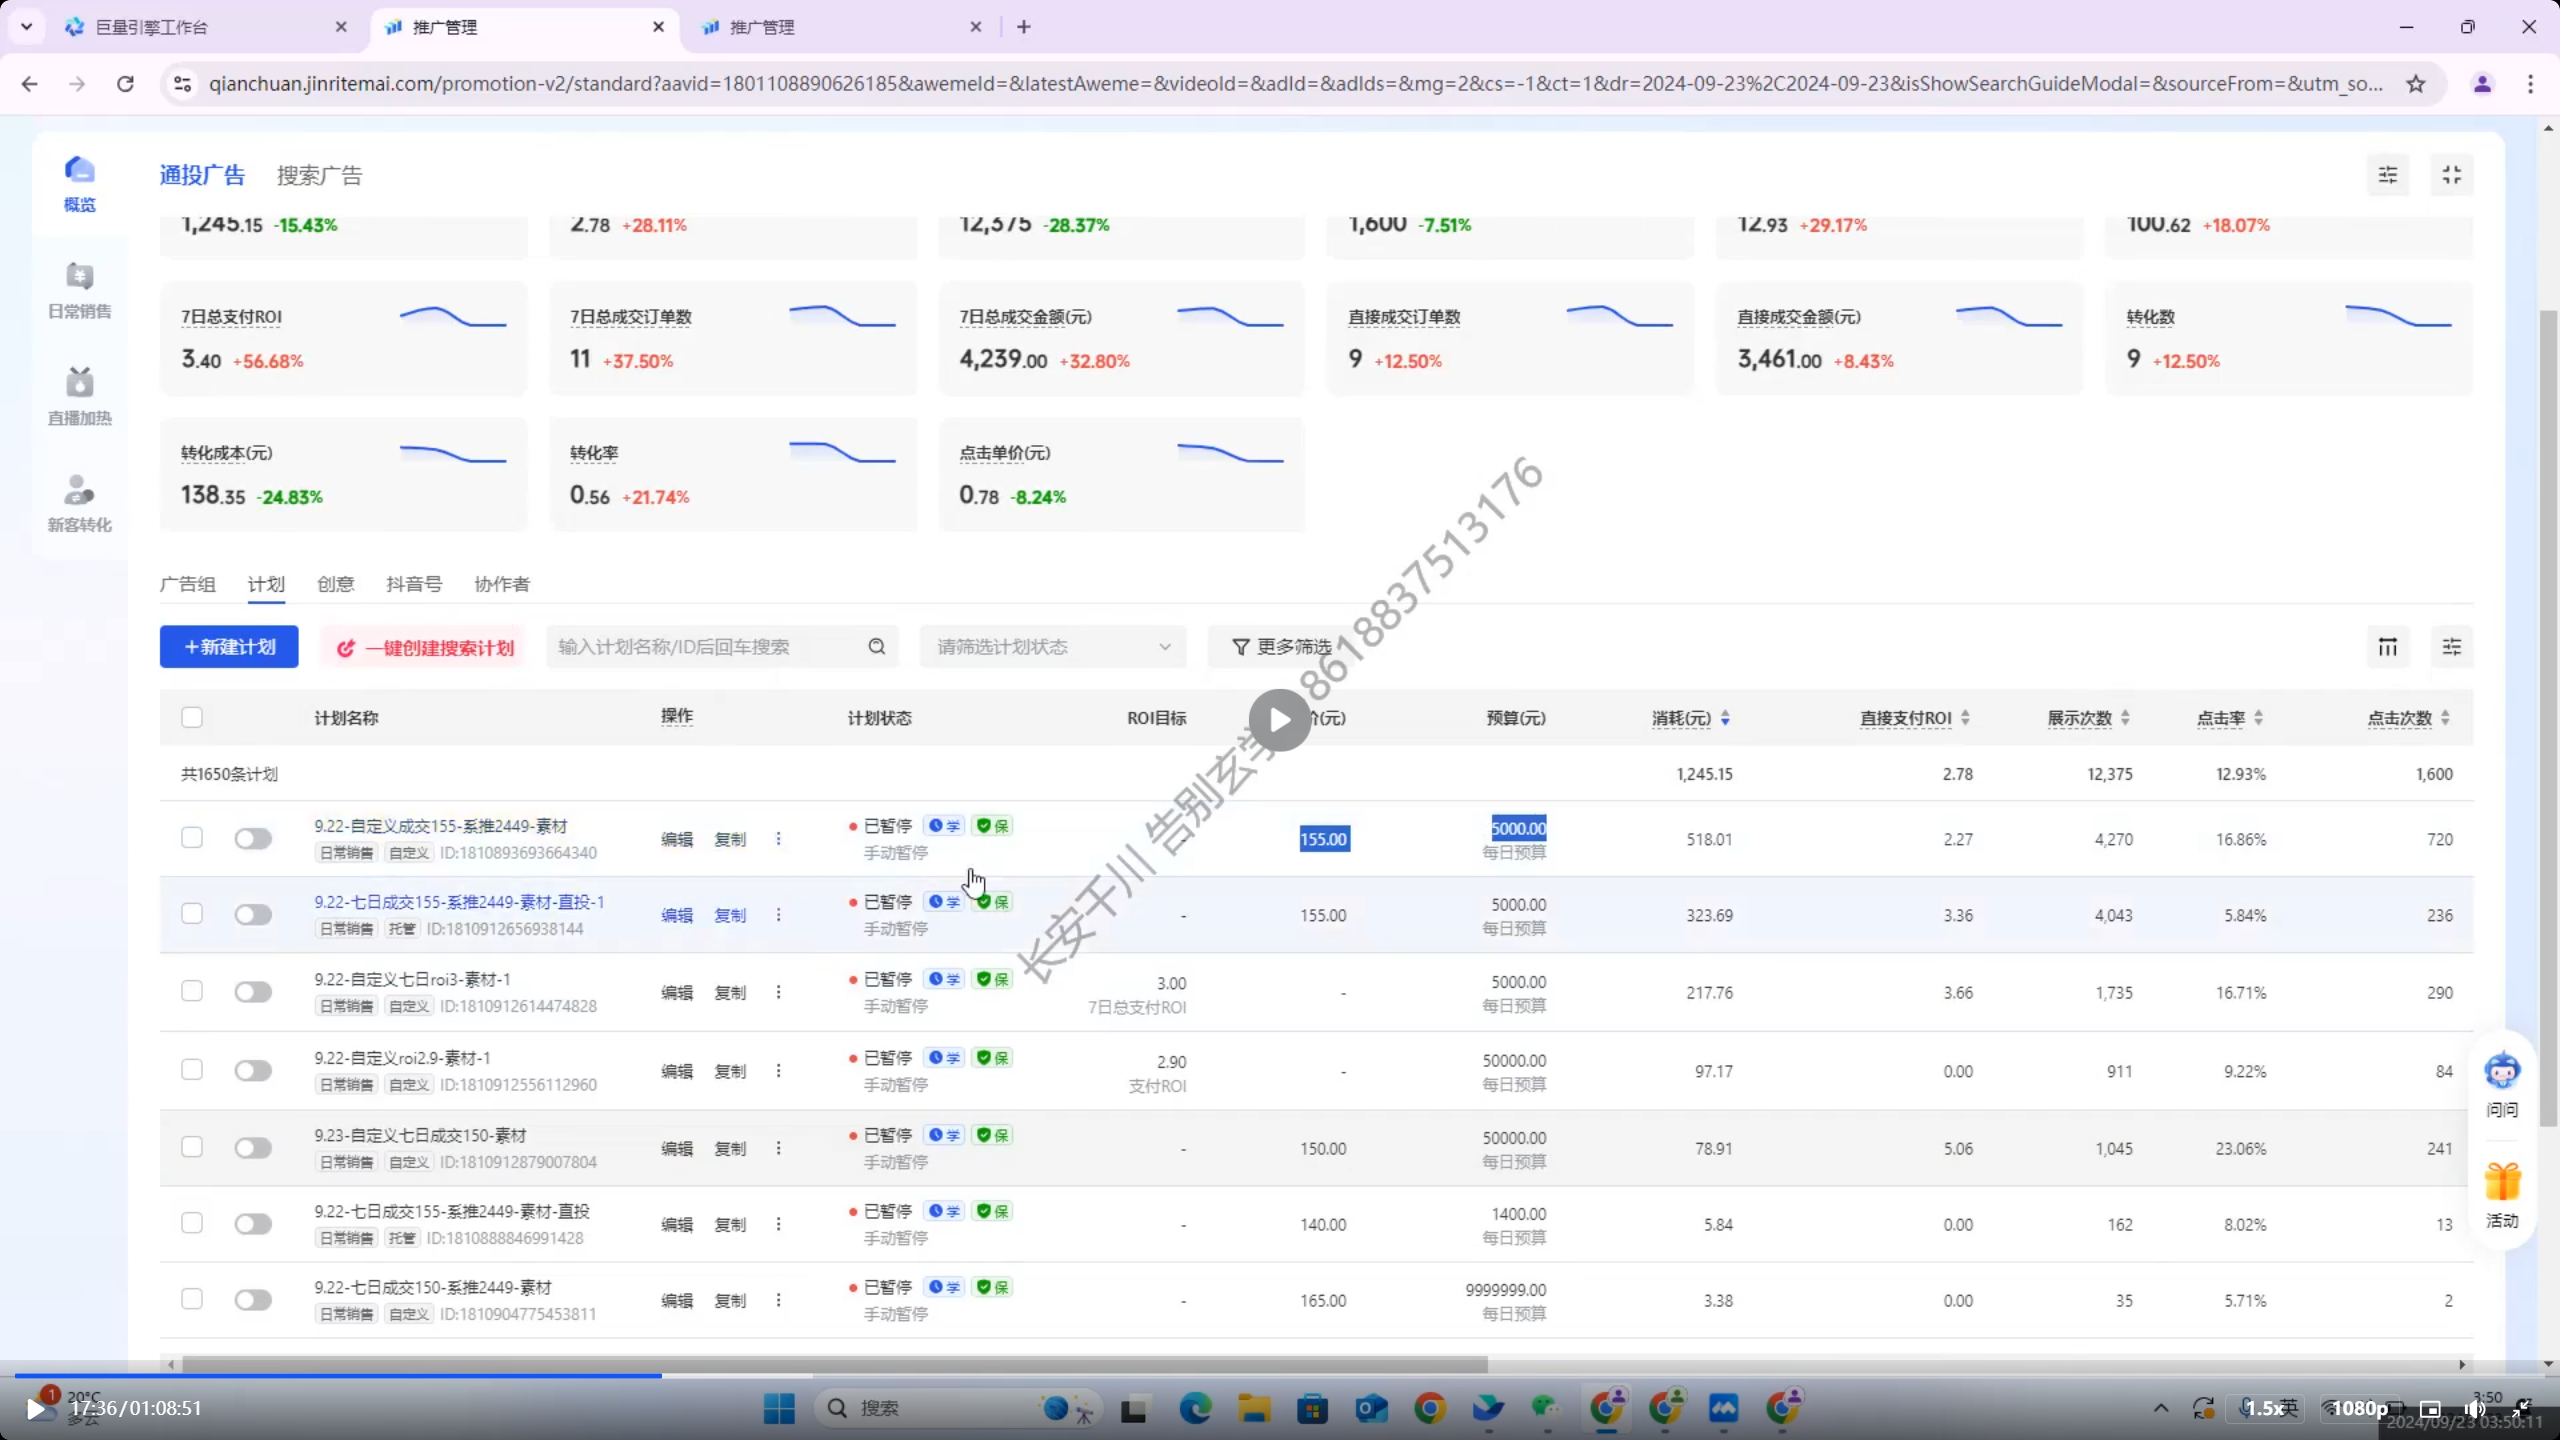 巨量引擎工作台
推广管理
推广管理
qianchuan.jinritemai.com/promotion-v2/standard?aavid=1801108890626185&awemeId=&latestAweme=&videoId=&adId=&adIds=&mg=2&cs=-1&ct=1&dr=2024-09-23%2C2024-09-23&isShowSearchGuideModal=&sourceFrom=&utm_so...
概览
日常销售
直播加热
新客转化
通投广告 搜索广告
1,245.15 -15.43% 2.78 +28.11% 12,375 -28.37% 1,600 -7.51% 12.93 +29.17% 100.62 +18.07%
7日总支付ROI 7日总成交订单数 7日总成交金额(元) 直接成交订单数 直接成交金额(元) 转化数
3.40 +56.68% 11 +37.50% 4,239.00 +32.80% 9 +12.50% 3,461.00 +8.43% 9 +12.50%
转化成本(元) 转化率 点击单价(元)
138.35 -24.83% 0.56 +21.74% 0.78 -8.24%
广告组 计划 创意 抖音号 协作者
+新建计划 一键创建搜索计划 输入计划名称/ID后回车搜索 请筛选计划状态 更多筛选
计划名称 操作 计划状态 ROI目标 价(元) 预算(元) 消耗(元) 直接支付ROI 展示次数 点击率 点击次数
共1650条计划 1,245.15 2.78 12,375 12.93% 1,600
9.22-自定义成交155-系推2449-素材
日常销售 自定义 ID:1810893693664340 编辑 复制 已暂停 学 保 手动暂停 - 155.00 5000.00 每日预算 518.01 2.27 4,270 16.86% 720
9.22-七日成交155-系推2449-素材-直投-1
日常销售 托管 ID:1810912656938144 编辑 复制 已暂停 学 保 手动暂停 - 155.00 5000.00 每日预算 323.69 3.36 4,043 5.84% 236
9.22-自定义七日roi3-素材-1
日常销售 自定义 ID:1810912614474828 编辑 复制 已暂停 学 保 手动暂停 3.00 7日总支付ROI - 5000.00 每日预算 217.76 3.66 1,735 16.71% 290
9.22-自定义roi2.9-素材-1
日常销售 自定义 ID:1810912556112960 编辑 复制 已暂停 学 保 手动暂停 2.90 支付ROI - 50000.00 每日预算 97.17 0.00 911 9.22% 84
9.23-自定义七日成交150-素材
日常销售 自定义 ID:1810912879007804 编辑 复制 已暂停 学 保 手动暂停 - 150.00 50000.00 每日预算 78.91 5.06 1,045 23.06% 241
9.22-七日成交155-系推2449-素材-直投
日常销售 托管 ID:1810888846991428 编辑 复制 已暂停 学 保 手动暂停 - 140.00 1400.00 每日预算 5.84 0.00 162 8.02% 13
9.22-七日成交150-系推2449-素材
日常销售 自定义 ID:1810904775453811 编辑 复制 已暂停 学 保 手动暂停 - 165.00 9999999.00 每日预算 3.38 0.00 35 5.71% 2
问问
活动
长安千川 告别玄学 8618837513176
1 20°C
多云
17:36/01:08:51
搜索
1.5x 英 1080p 3:50
2024/09/23 03:50:11